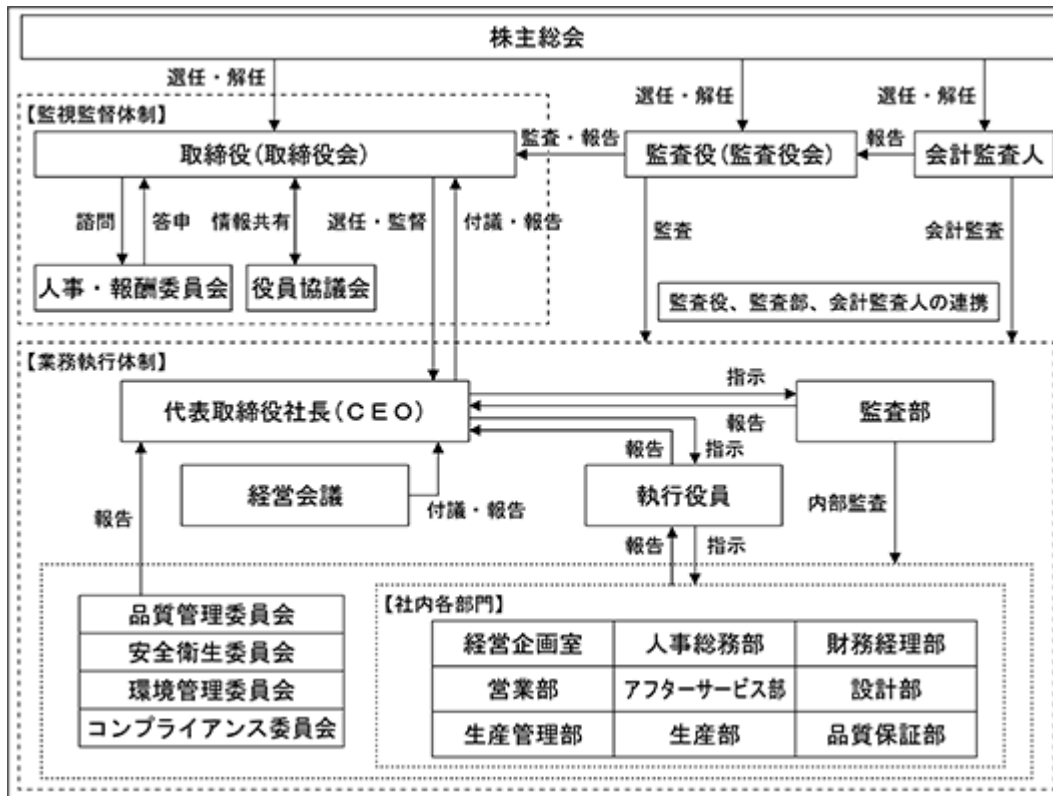 株主総会
選任・解任
選任・解任
選任・解任
【監視監督体制】
取締役(取締役会)
監査・報告
監査役(監査役会)
報告
会計監査人
諮問
答申
情報共有
選任・監督
付議・報告
監査
会計監査
人事・報酬委員会
役員協議会
監査役、監査部、会計監査人の連携
【業務執行体制】
代表取締役社長(CEO)
指示
報告
監査部
報告
指示
経営会議
付議・報告
執行役員
内部監査
報告
報告
指示
品質管理委員会
安全衛生委員会
環境管理委員会
コンプライアンス委員会
【社内各部門】
経営企画室
人事総務部
財務経理部
営業部
アフターサービス部
設計部
生産管理部
生産部
品質保証部